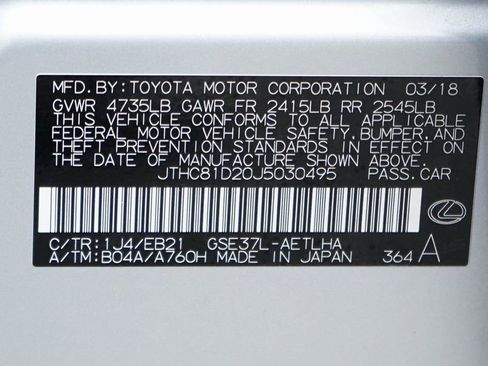 MFD.BY:TOYOTA MOTOR CORPORATION 03/18
GVWR 4735LB GAWR FR 2415LB RR 2545LB
THIS VEHICLE CONFORMS TO ALL APPLICABLE
FEDERAL MOTOR VEHICLE SAFETY,BUMPER,AND
THEFT PREVENTION STANDARDS IN EFFECT ON
THE DATE OF MANUFACTURE SHOWN ABOVE.
JTHC81D20J5030495 PASS.CAR
C/TR:1J4/EB21 GSE37L-AETLHA
A/TM:B04A/A760H MADE IN JAPAN 364 A